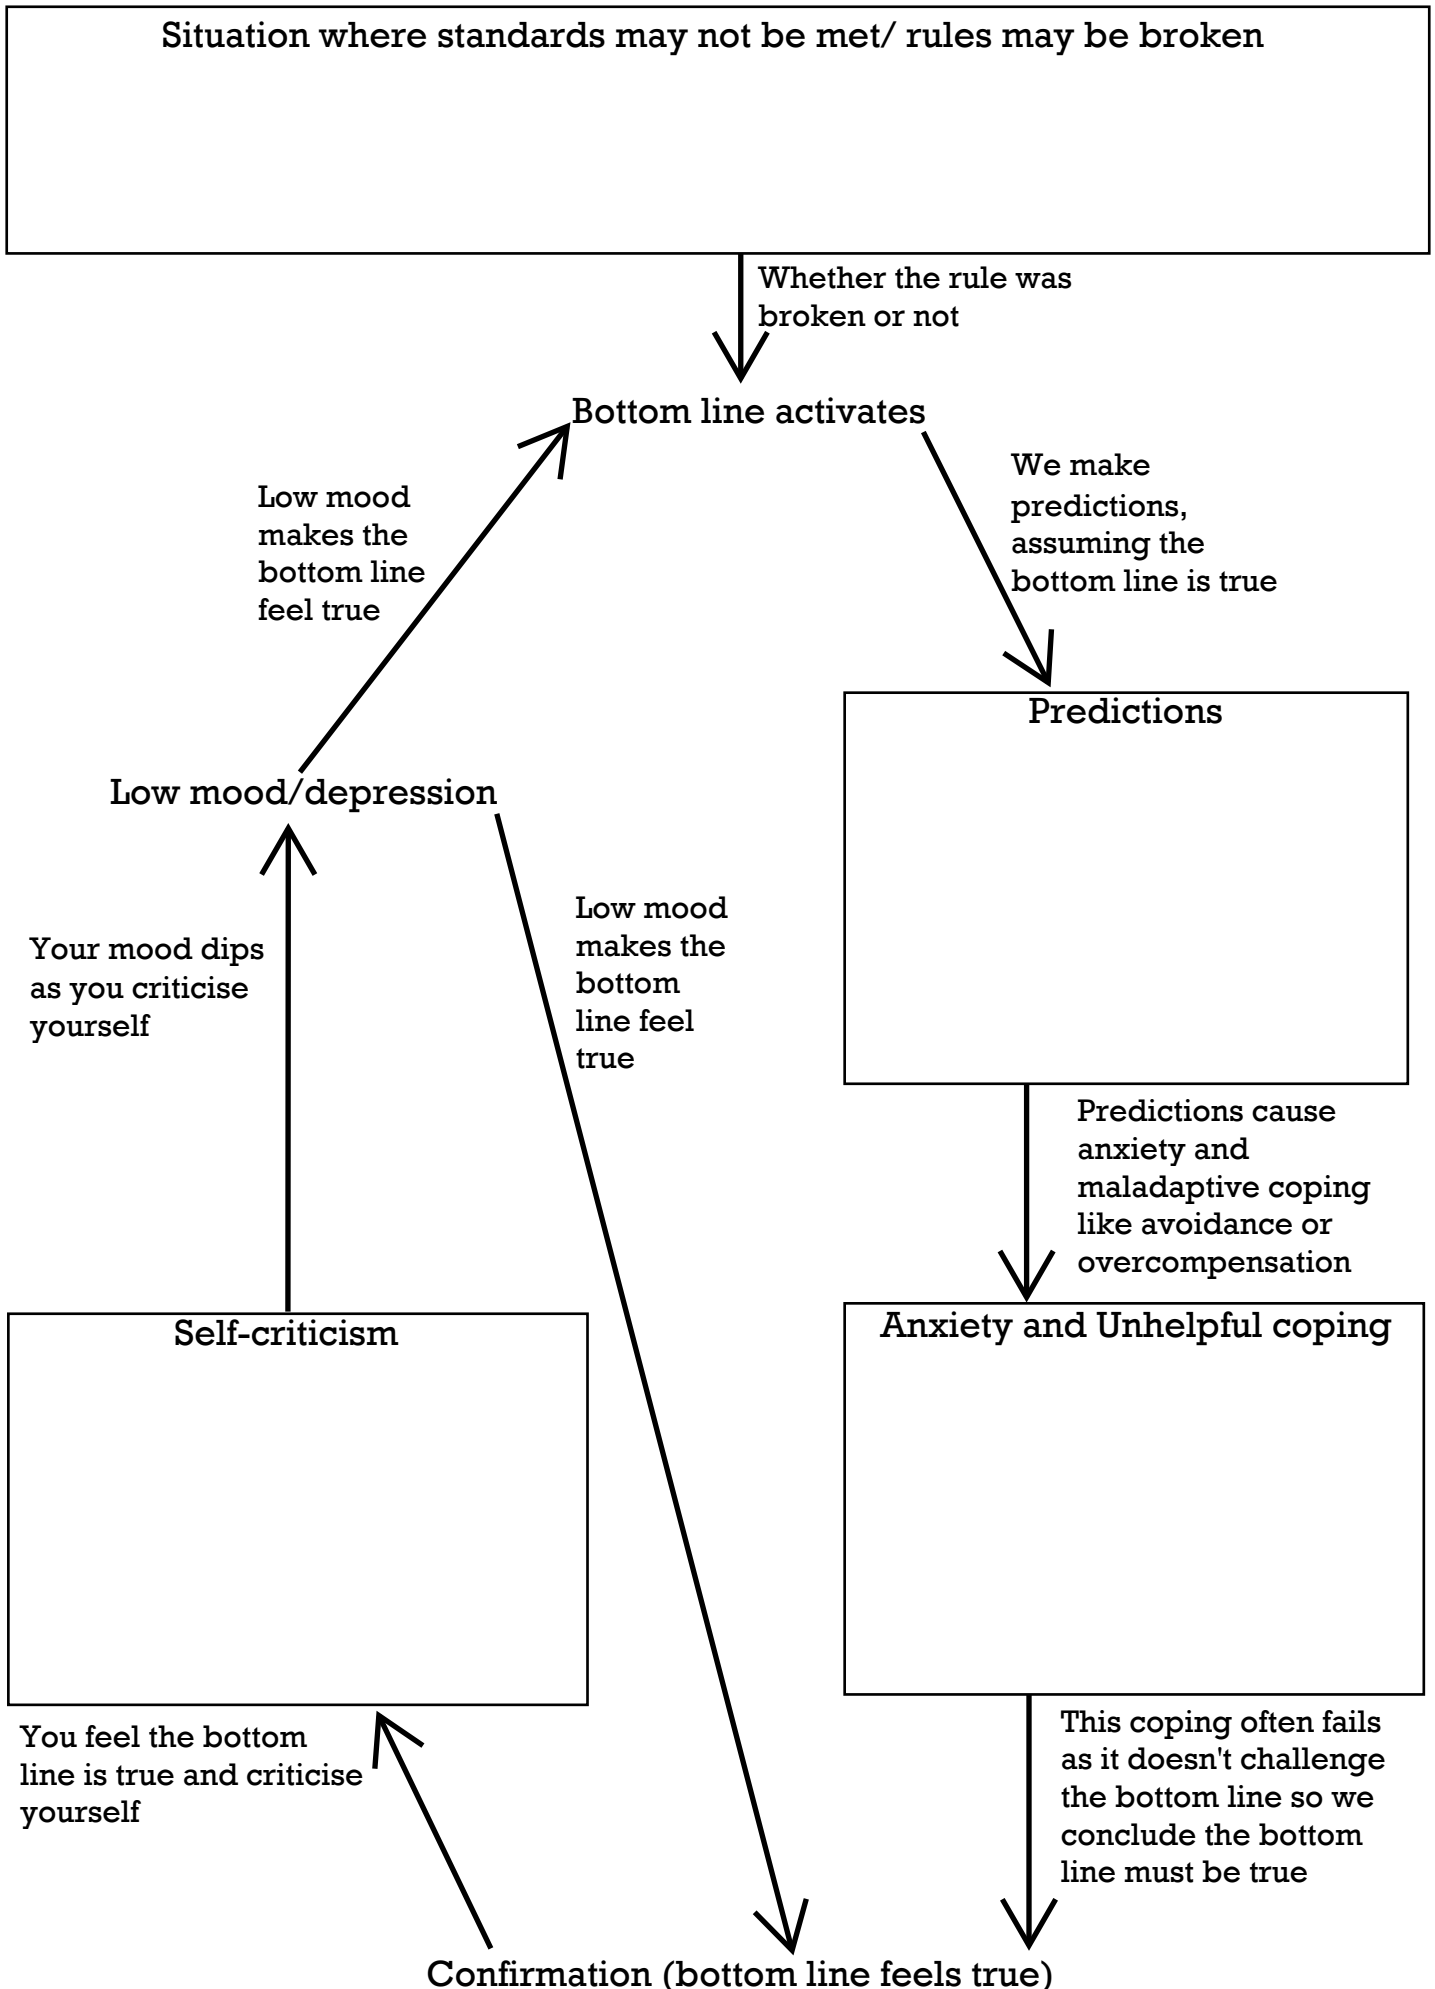 Situation where standards may not be met/ rules may be broken
Whether the rule was
broken or not
Bottom line activates
We make
predictions,
assuming the
bottom line is true
Low mood
makes the
bottom line
feel true
Predictions
Low mood/depression
Low mood
makes the
bottom
line feel
true
Your mood dips
as you criticise
yourself
Predictions cause
anxiety and
maladaptive coping
like avoidance or
overcompensation
Anxiety and Unhelpful coping
Self-criticism
This coping often fails
as it doesn't challenge
the bottom line so we
conclude the bottom
line must be true
You feel the bottom
line is true and criticise
yourself
Confirmation (bottom line feels true)